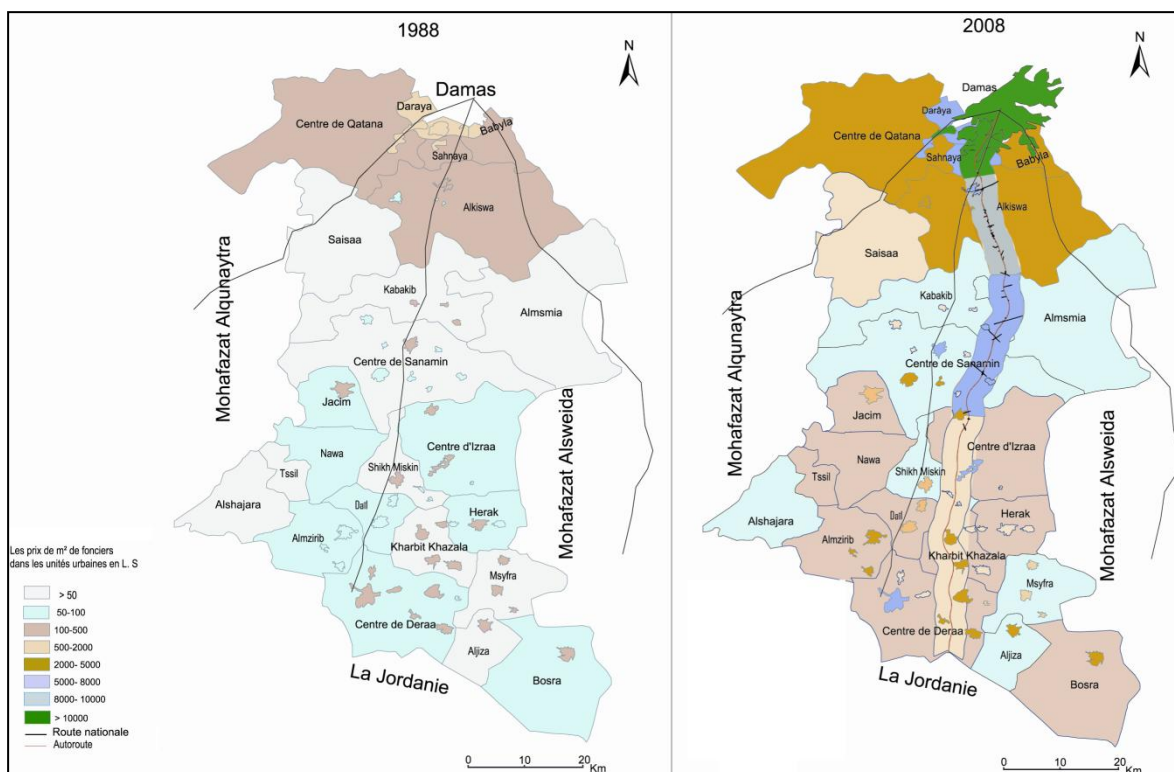 1988
N
Damas
Daraya
Centre de Qatana
Babyla
Sahnaya
Alkiswa
Saisaa
Kabakib
Almsmia
Mohafazat Alqunaytra
Centre de Sanamin
Jacim
Centre d'Izraa
Nawa
Shikh Miskin
Tssil
Alshajara
Dail
Herak
Almzirib
Kharbit Khazala
Mohafazat Alsweida
Msyfra
Centre de Deraa
Aljiza
Bosra
La Jordanie
0 10 20
Km
Les prix de m² de fonciers
dans les unités urbaines en L. S
> 50
50-100
100-500
500-2000
2000- 5000
5000- 8000
8000- 10000
> 10000
Route nationale
Autoroute
2008
N
Damas
Daraya
Centre de Qatana
Sahnaya
Babyla
Alkiswa
Saisaa
Kabakib
Almsmia
Mohafazat Alqunaytra
Centre de Sanamin
Jacim
Centre d'Izraa
Nawa
Shikh Miskin
Tssil
Alshajara
Dail
Herak
Almzirib
Kharbit Khazala
Mohafazat Alsweida
Msyfra
Centre de Deraa
Aljiza
Bosra
La Jordanie
0 10 20
Km